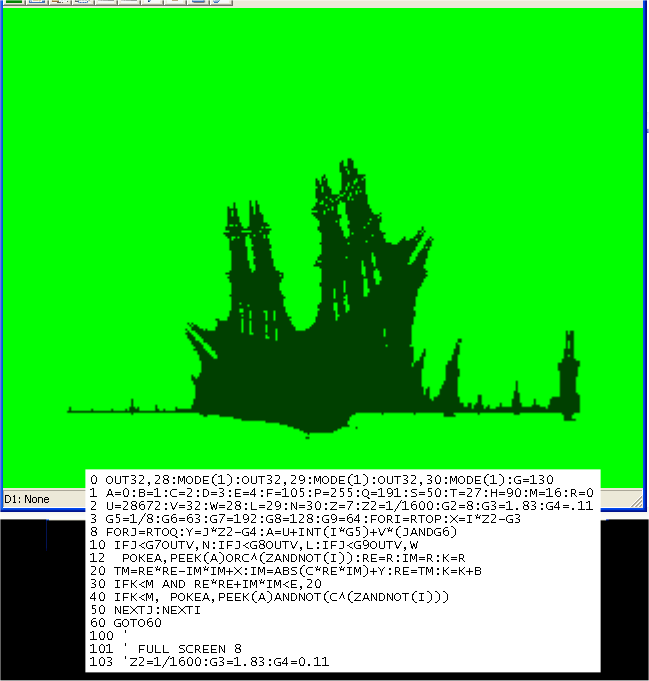 D1: None
0 OUT32,28:MODE(1):OUT32,29:MODE(1):OUT32,30:MODE(1):G=130
1 A=0:B=1:C=2:D=3:E=4:F=105:P=255:Q=191:S=50:T=27:H=90:M=16:R=0
2 U=28672:V=32:W=28:L=29:N=30:Z=7:Z2=1/1600:G2=8:G3=1.83:G4=.11
3 G5=1/8:G6=63:G7=192:G8=128:G9=64:FORI=RTOP:X=I*Z2-G3
8 FORJ=RTOQ:Y=J*Z2-G4:A=U+INT(I*G5)+V*(JANDG6)
10 IFJ<G7OUTV,N:IFJ<G8OUTV,L:IFJ<G9OUTV,W
12  POKEA,PEEK(A)ORC^(ZANDNOT(I)):RE=R:IM=R:K=R
20 TM=RE*RE-IM*IM+X:IM=ABS(C*RE*IM)+Y:RE=TM:K=K+B
30 IFK<M AND RE*RE+IM*IM<E,20
40 IFK<M, POKEA,PEEK(A)ANDNOT(C^(ZANDNOT(I)))
50 NEXTJ:NEXTI
60 GOTO60
100 '
101 ' FULL SCREEN 8
103 'Z2=1/1600:G3=1.83:G4=0.11